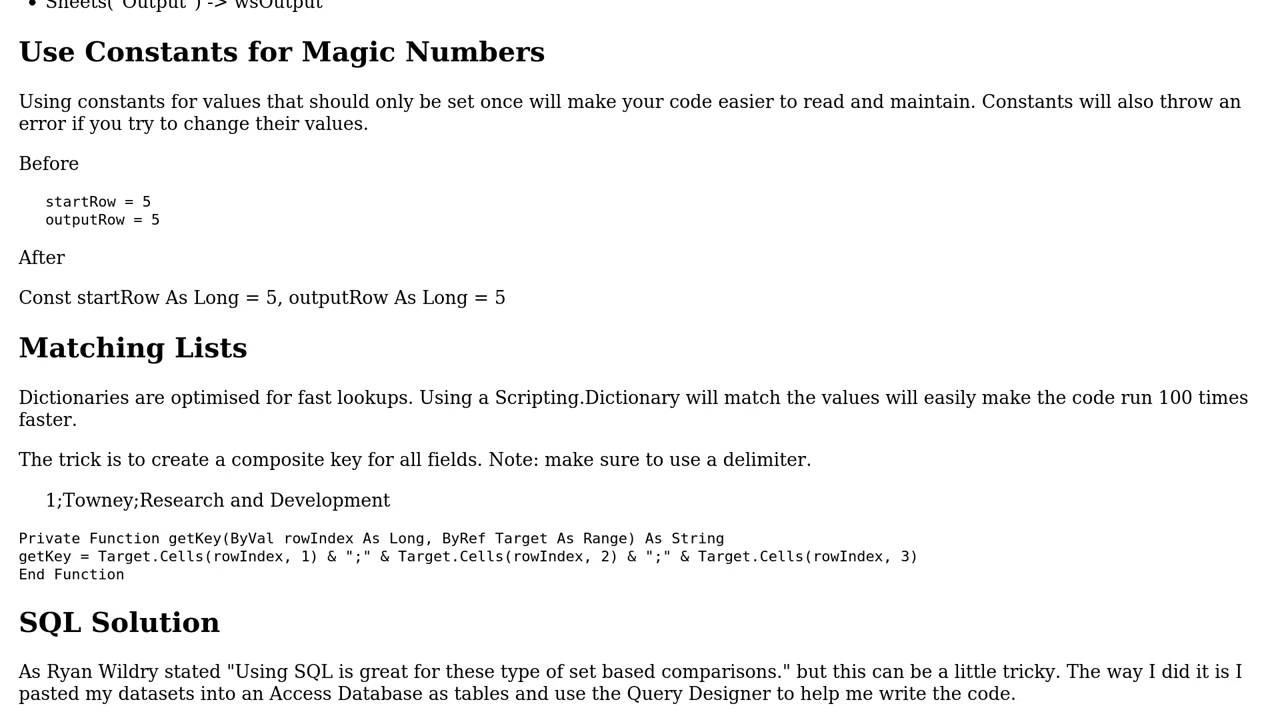 • Sheets("Output") -> wsOutput
Use Constants for Magic Numbers
Using constants for values that should only be set once will make your code easier to read and maintain. Constants will also throw an
error if you try to change their values.
Before
startRow = 5
outputRow = 5
After
Const startRow As Long = 5, outputRow As Long = 5
Matching Lists
Dictionaries are optimised for fast lookups. Using a Scripting.Dictionary will match the values will easily make the code run 100 times
faster.
The trick is to create a composite key for all fields. Note: make sure to use a delimiter.
1;Towney;Research and Development
Private Function getKey(ByVal rowIndex As Long, ByRef Target As Range) As String
getKey = Target.Cells(rowIndex, 1) & ";" & Target.Cells(rowIndex, 2) & ";" & Target.Cells(rowIndex, 3)
End Function
SQL Solution
As Ryan Wildry stated "Using SQL is great for these type of set based comparisons." but this can be a little tricky. The way I did it is I
pasted my datasets into an Access Database as tables and use the Query Designer to help me write the code.